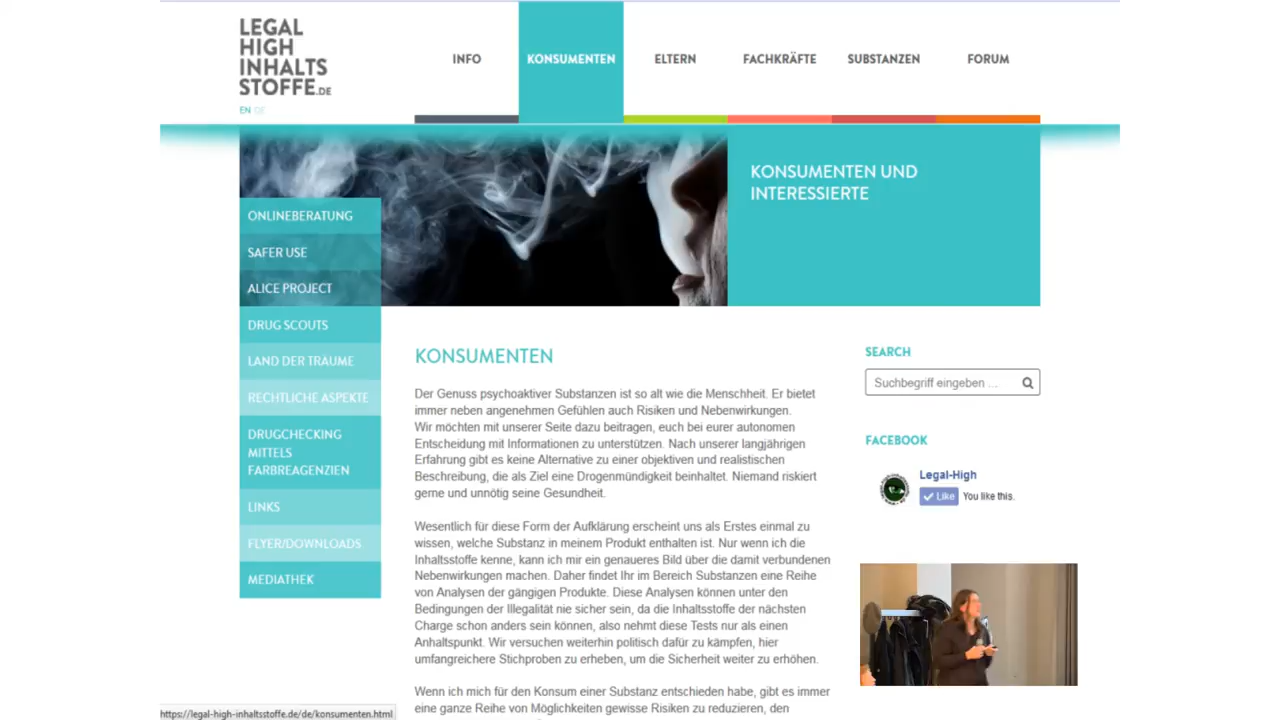 LEGAL
HIGH
INHALTS
STOFFE.DE
EN DE
INFO
KONSUMENTEN
ELTERN
FACHKRÄFTE
SUBSTANZEN
FORUM
KONSUMENTEN UND
INTERESSIERTE
ONLINEBERATUNG
SAFER USE
ALICE PROJECT
DRUG SCOUTS
LAND DER TRÄUME
RECHTLICHE ASPEKTE
DRUGCHECKING
MITTELS
FARBREAGENZIEN
LINKS
FLYER/DOWNLOADS
MEDIATHEK
KONSUMENTEN
Der Genuss psychoaktiver Substanzen ist so alt wie die Menschheit. Er bietet
immer neben angenehmen Gefühlen auch Risiken und Nebenwirkungen.
Wir möchten mit unserer Seite dazu beitragen, euch bei eurer autonomen
Entscheidung mit Informationen zu unterstützen. Nach unserer langjährigen
Erfahrung gibt es keine Alternative zu einer objektiven und realistischen
Beschreibung, die als Ziel eine Drogenmündigkeit beinhaltet. Niemand riskiert
gerne und unnötig seine Gesundheit.
Wesentlich für diese Form der Aufklärung erscheint uns als Erstes einmal zu
wissen, welche Substanz in meinem Produkt enthalten ist. Nur wenn ich die
Inhaltsstoffe kenne, kann ich mir ein genaueres Bild über die damit verbundenen
Nebenwirkungen machen. Daher findet Ihr im Bereich Substanzen eine Reihe
von Analysen der gängigen Produkte. Diese Analysen können unter den
Bedingungen der Illegalität nie sicher sein, da die Inhaltsstoffe der nächsten
Charge schon anders sein können, also nehmt diese Tests nur als einen
Anhaltspunkt. Wir versuchen weiterhin politisch dafür zu kämpfen, hier
umfangreichere Stichproben zu erheben, um die Sicherheit weiter zu erhöhen.
Wenn ich mich für den Konsum einer Substanz entschieden habe, gibt es immer
eine ganze Reihe von Möglichkeiten gewisse Risiken zu reduzieren, den
SEARCH
Suchbegriff eingeben ...
FACEBOOK
Legal-High
Like You like this.
https://legal-high-inhaltsstoffe.de/de/konsumenten.html